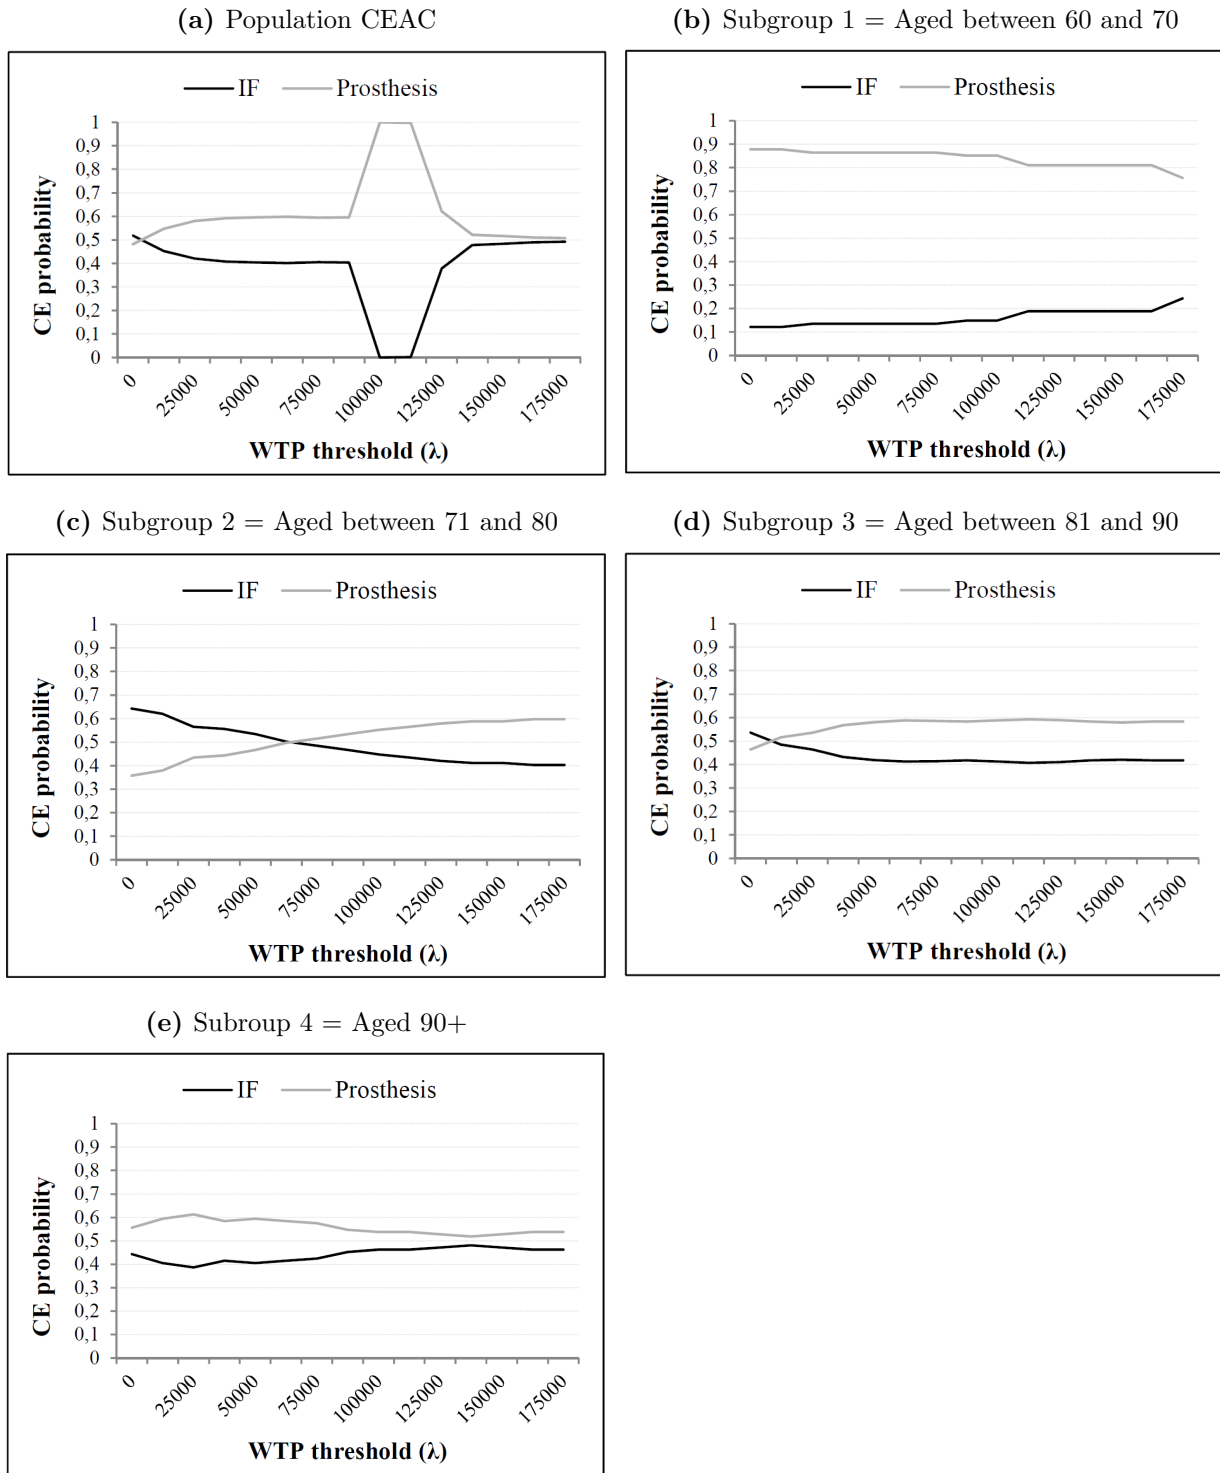 (a) Population CEAC
IF Prosthesis
CE probability
1
0,9
0,8
0,7
0,6
0,5
0,4
0,3
0,2
0,1
0
0 25000 50000 75000 100000 125000 150000 175000
WTP threshold (λ)
(b) Subgroup 1 = Aged between 60 and 70
IF Prosthesis
CE probability
1
0,9
0,8
0,7
0,6
0,5
0,4
0,3
0,2
0,1
0
0 25000 50000 75000 100000 125000 150000 175000
WTP threshold (λ)
(c) Subgroup 2 = Aged between 71 and 80
IF Prosthesis
CE probability
1
0,9
0,8
0,7
0,6
0,5
0,4
0,3
0,2
0,1
0
0 25000 50000 75000 100000 125000 150000 175000
WTP threshold (λ)
(d) Subgroup 3 = Aged between 81 and 90
IF Prosthesis
CE probability
1
0,9
0,8
0,7
0,6
0,5
0,4
0,3
0,2
0,1
0
0 25000 50000 75000 100000 125000 150000 175000
WTP threshold (λ)
(e) Subroup 4 = Aged 90+
IF Prosthesis
CE probability
1
0,9
0,8
0,7
0,6
0,5
0,4
0,3
0,2
0,1
0
0 25000 50000 75000 100000 125000 150000 175000
WTP threshold (λ)